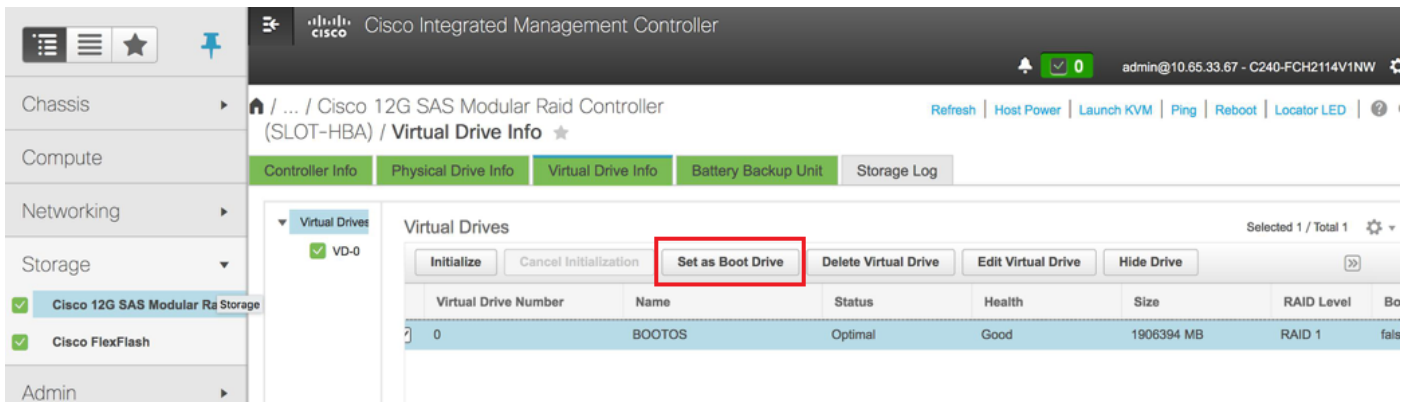 cisco Cisco Integrated Management Controller
0 admin@10.65.33.67 - C240-FCH2114V1NW
Chassis
Compute
Networking
Storage
Cisco 12G SAS Modular Ra Storage
Cisco FlexFlash
Admin
/ ... / Cisco 12G SAS Modular Raid Controller
(SLOT-HBA) / Virtual Drive Info
Refresh | Host Power | Launch KVM | Ping | Reboot | Locator LED |
Controller Info Physical Drive Info Virtual Drive Info Battery Backup Unit Storage Log
Virtual Drives
VD-0
Virtual Drives Selected 1 / Total 1
Initialize Cancel Initialization Set as Boot Drive Delete Virtual Drive Edit Virtual Drive Hide Drive
Virtual Drive Number Name Status Health Size RAID Level Bo
0 BOOTOS Optimal Good 1906394 MB RAID 1 fals